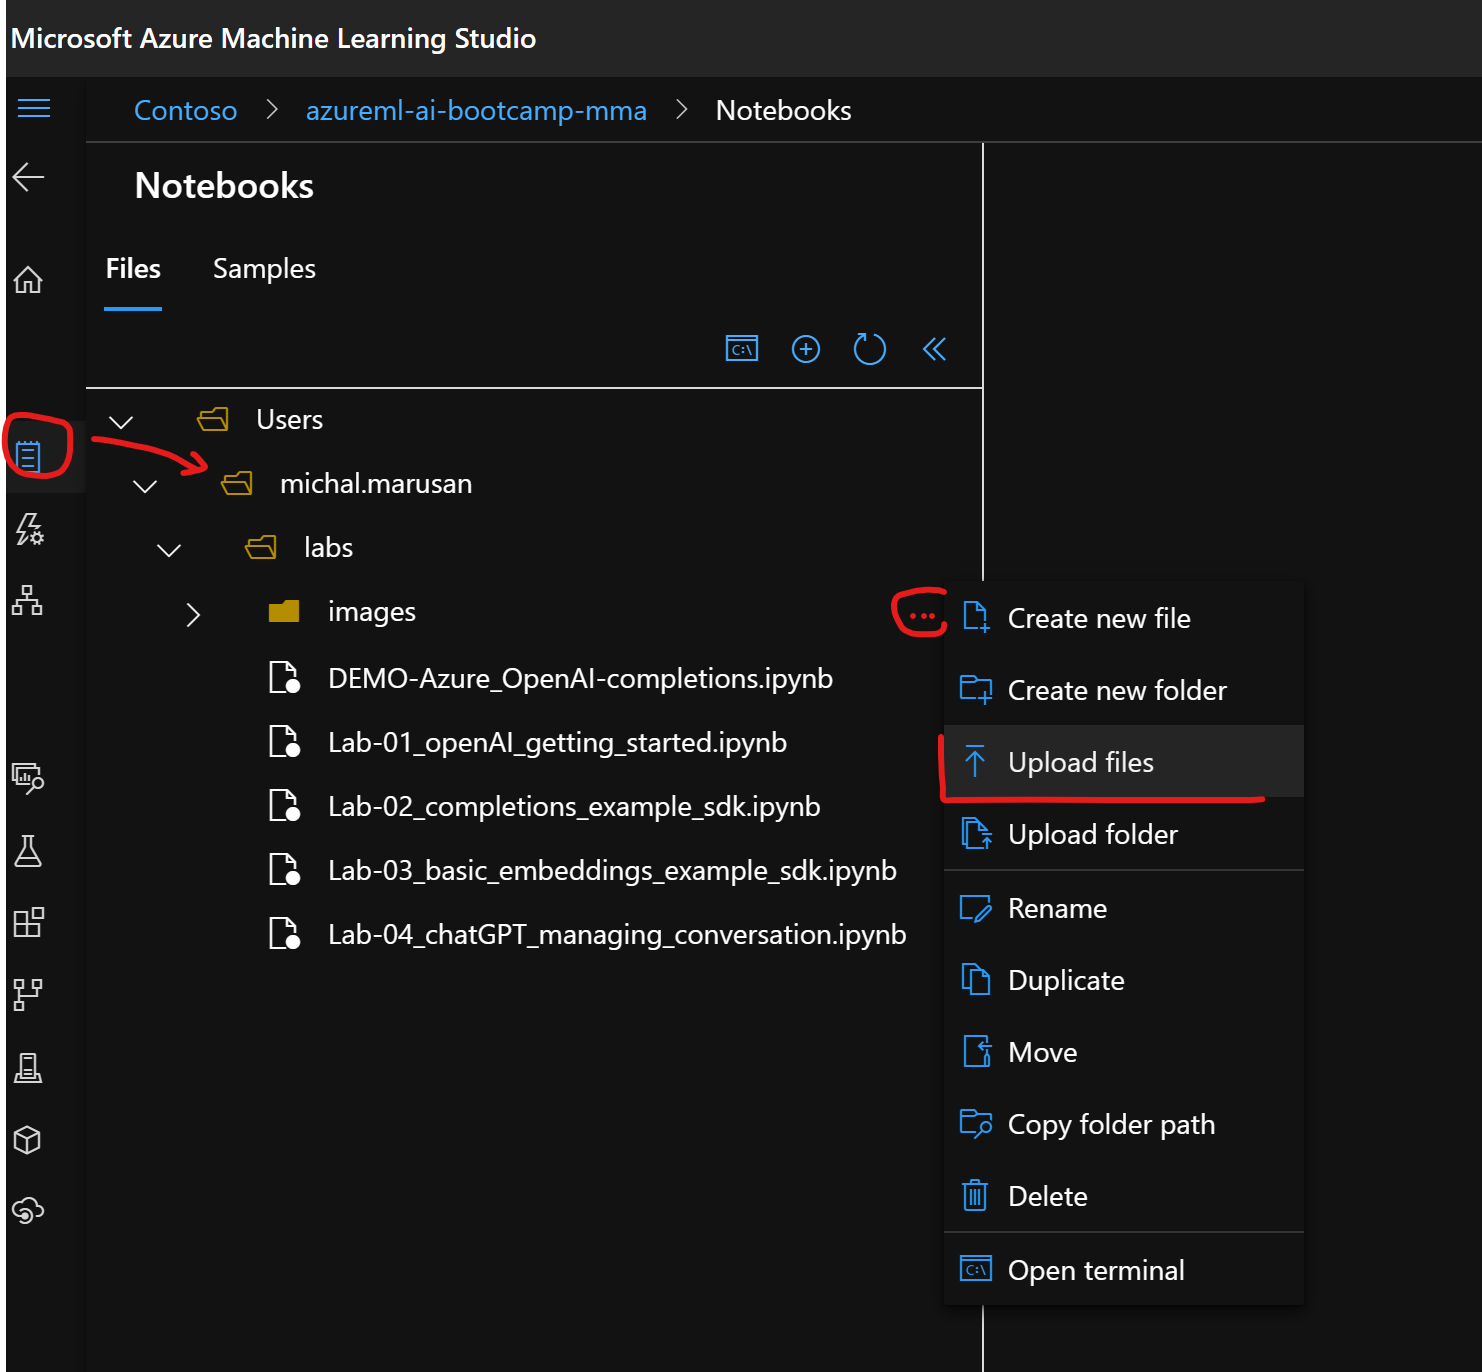 Microsoft Azure Machine Learning Studio
Contoso > azureml-ai-bootcamp-mma > Notebooks
Notebooks
Files Samples
C:\
Users
michal.marusan
labs
images
DEMO-Azure_OpenAI-completions.ipynb
Lab-01_openAI_getting_started.ipynb
Lab-02_completions_example_sdk.ipynb
Lab-03_basic_embeddings_example_sdk.ipynb
Lab-04_chatGPT_managing_conversation.ipynb
Create new file
Create new folder
Upload files
Upload folder
Rename
Duplicate
Move
Copy folder path
Delete
C:\ Open terminal